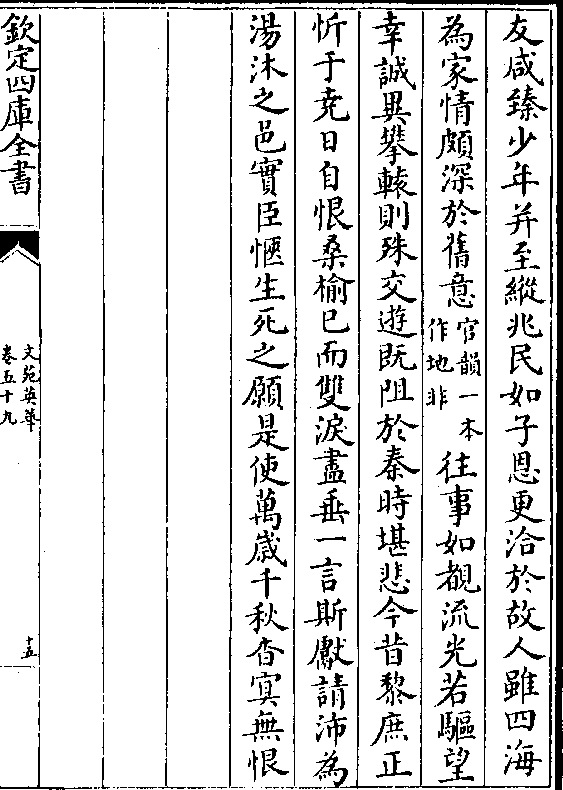 友咸臻少年并至縱兆民如子恩更洽於故人雖四海
為家情頗深於舊意官韻一本作地非往事如覩流光若驅望
幸誠異攀轅則殊交遊既阻於秦時堪悲今昔黎庶正
忻于堯日自恨桑榆已而雙淚盡垂一言斯獻請沛為
湯沐之邑實臣愜生死之願是使萬歲千秋杳冥無恨
欽定四庫全書
文苑英華
卷五十九
十五